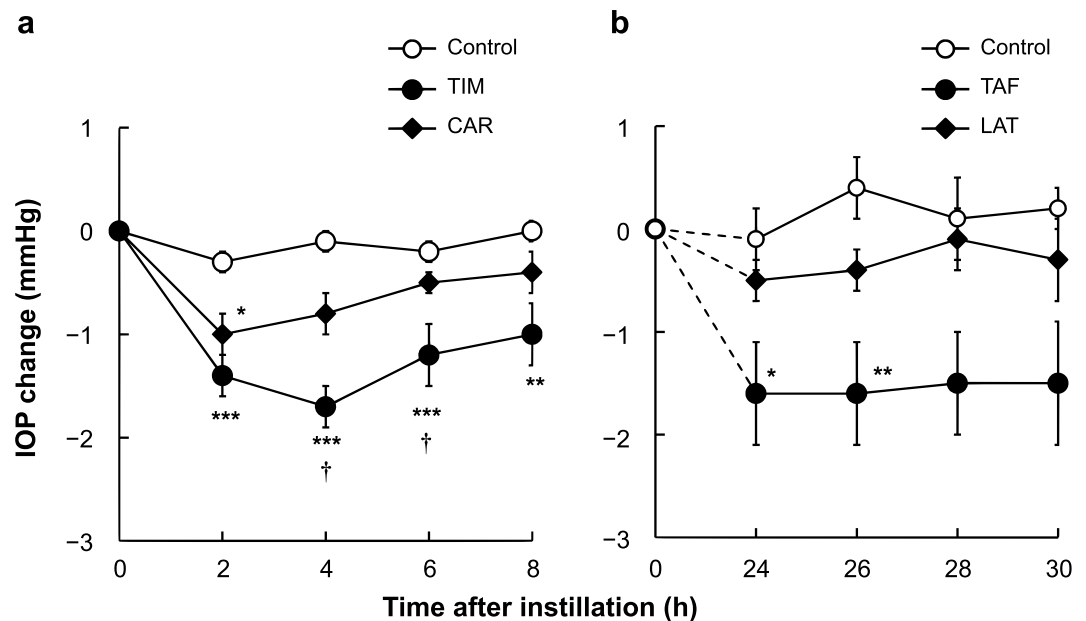 a
Control
TIM
CAR
1
0
−1
−2
−3
*
***
***
†
***
†
**
0
2
4
6
8
b
Control
TAF
LAT
1
0
−1
−2
−3
*
**
0
24
26
28
30
IOP change (mmHg)
Time after instillation (h)